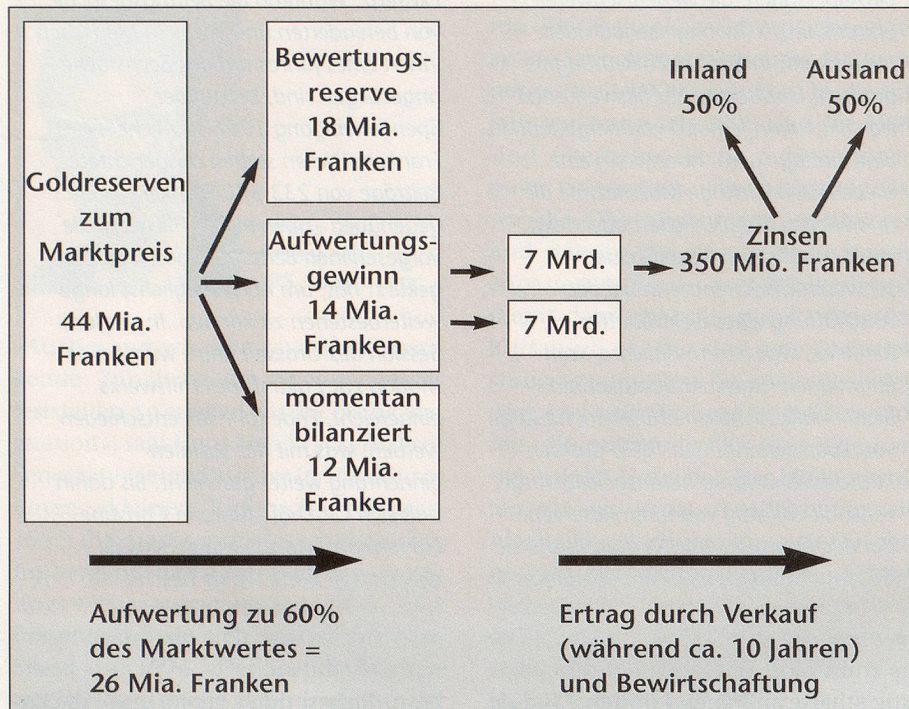 Goldreserven
zum
Marktpreis
44 Mia.
Franken
Bewertungs-
reserve
18 Mia.
Franken
Aufwertungs-
gewinn
14 Mia.
Franken
momentan
bilanziert
12 Mia.
Franken
7 Mrd.
7 Mrd.
Zinsen
350 Mio. Franken
Inland
50%
Ausland
50%
Aufwertung zu 60%
des Marktwertes =
26 Mia. Franken
Ertrag durch Verkauf
(während ca. 10 Jahren)
und Bewirtschaftung